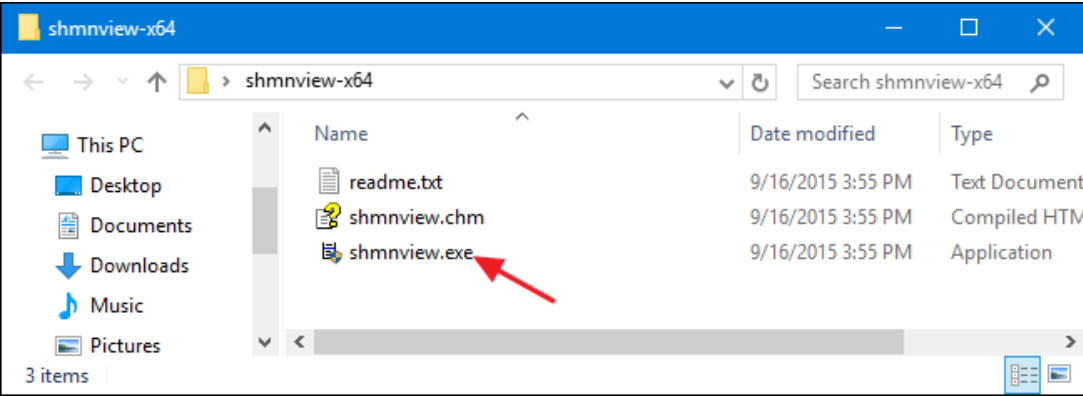 shmnview-x64
shmnview-x64
Search shmnview-x64
Name Date modified Type
This PC
Desktop
Documents
Downloads
Music
Pictures
readme.txt 9/16/2015 3:55 PM Text Document
shmnview.chm 9/16/2015 3:55 PM Compiled HTM
shmnview.exe 9/16/2015 3:55 PM Application
3 items